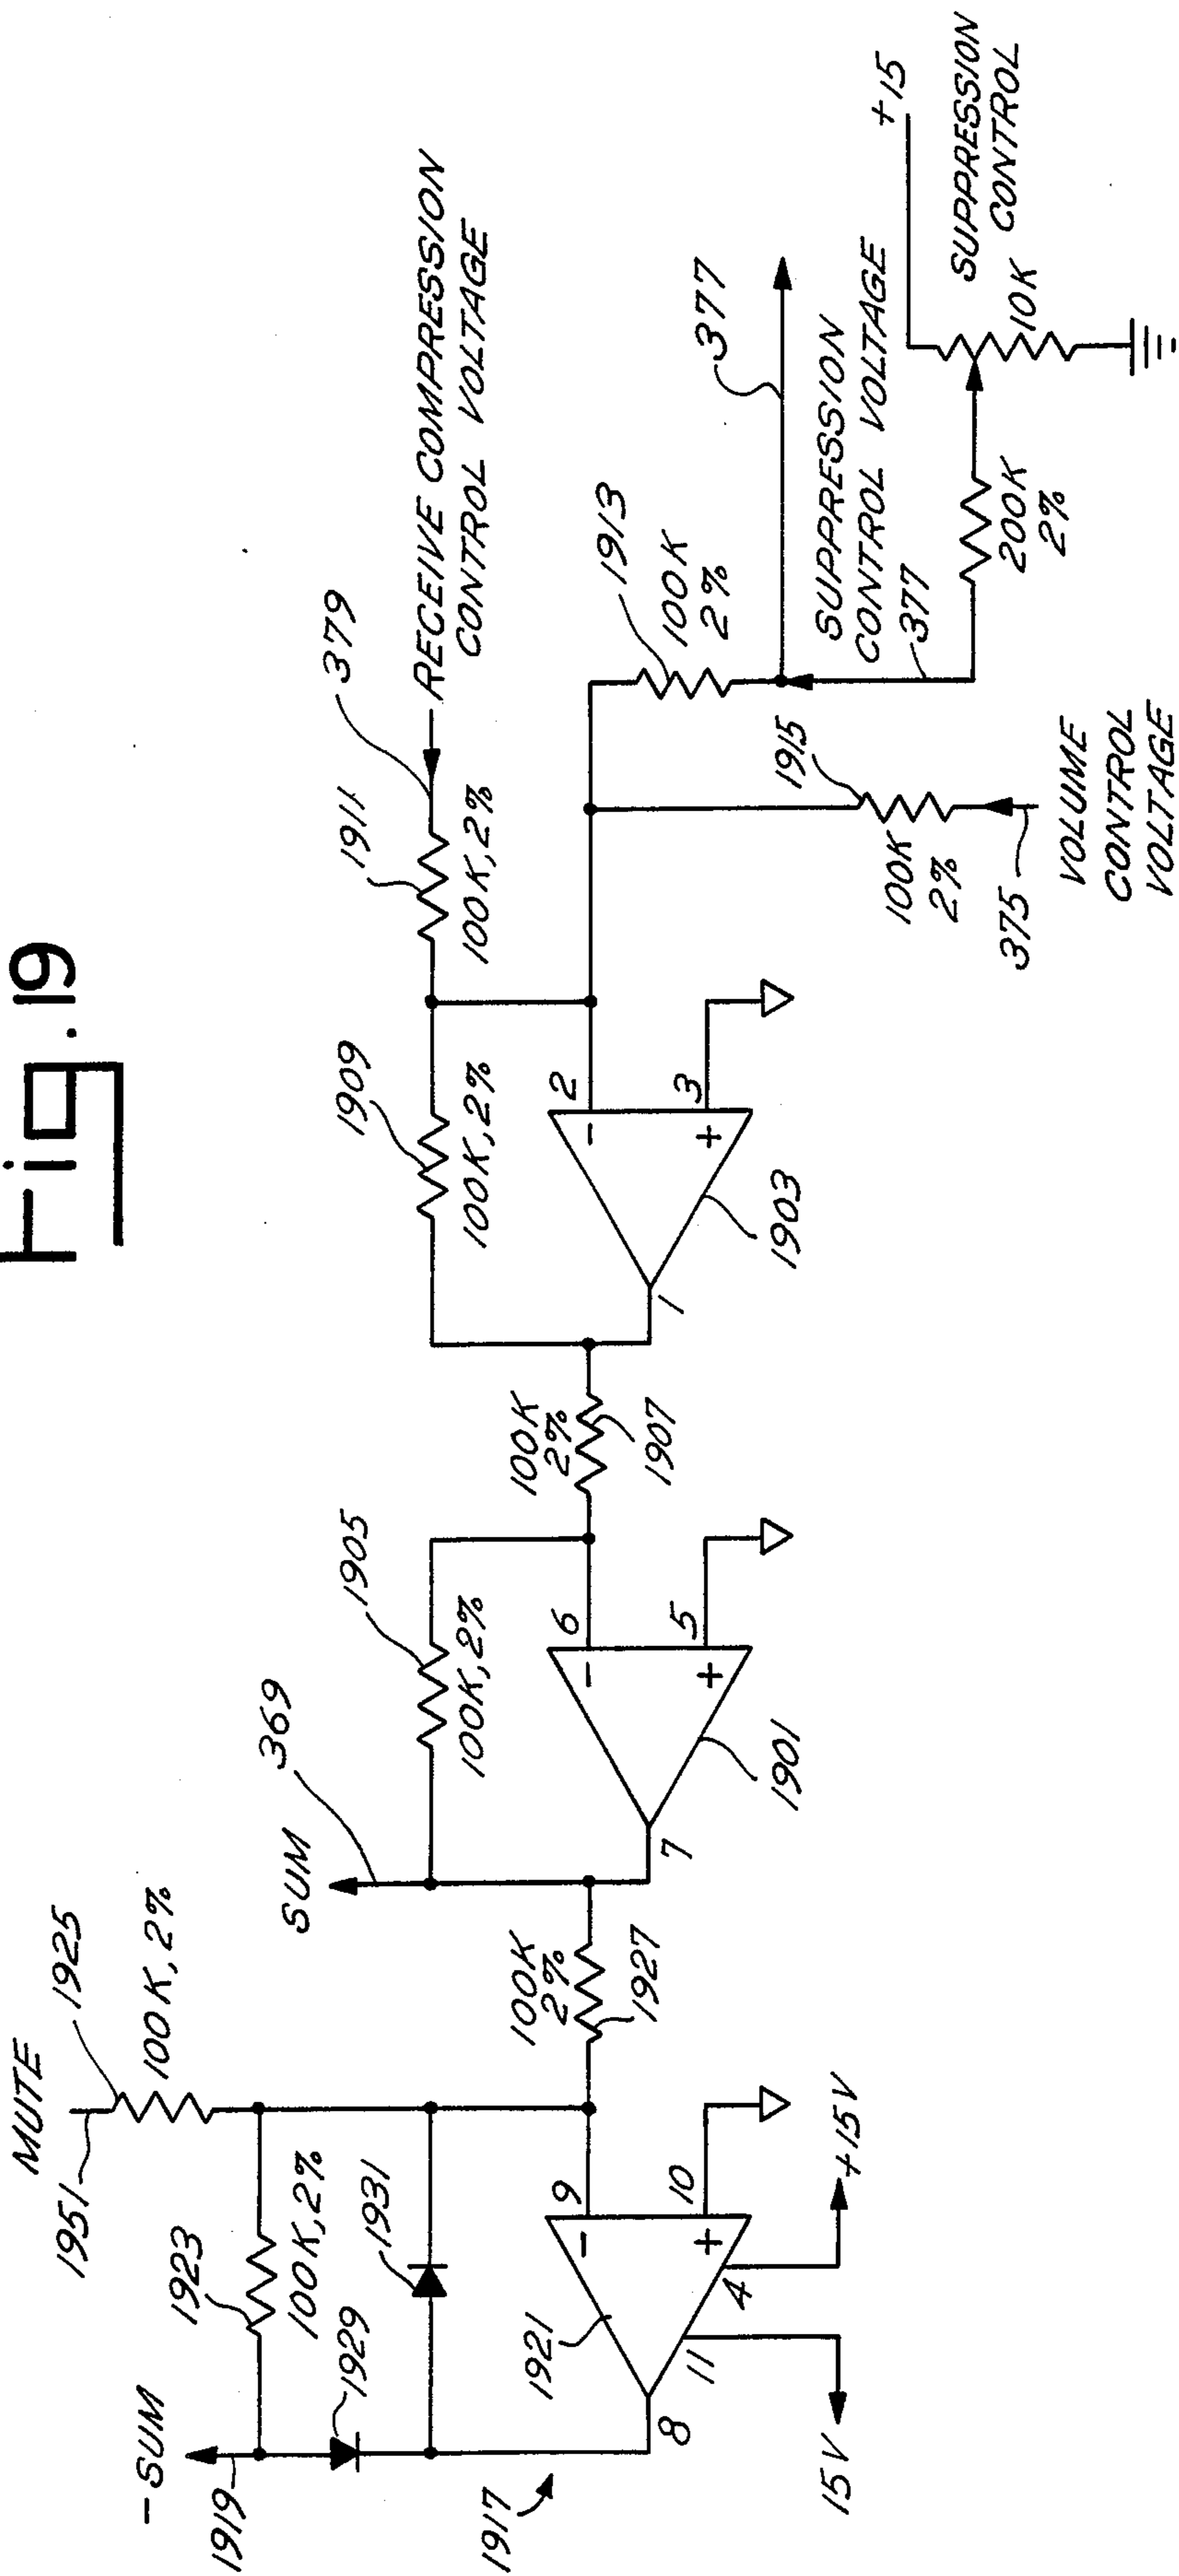 Fig. 19
-SUM
1919
MUTE
1951
1925
100K, 2%
1923
100K, 2%
1929
1931
1917
1921
8
9
-
10
+
4
11
+15V
15V
100K
2%
1927
SUM
369
1905
100K, 2%
7
6
-
5
+
1901
100K
2%
1907
1909
100K, 2%
1
2
-
3
+
1903
1911
100K, 2%
379
RECEIVE COMPRESSION
CONTROL VOLTAGE
1913
100K
2%
377
SUPPRESSION
CONTROL VOLTAGE
377
1915
100K
2%
375
VOLUME
CONTROL
VOLTAGE
200K
2%
+15
10K
SUPPRESSION
CONTROL